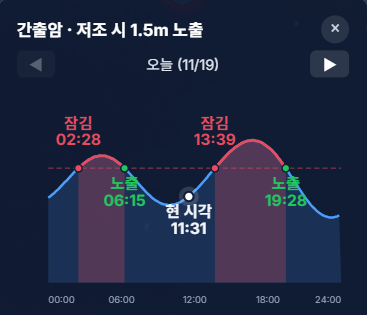 간출암 · 저조 시 1.5m 노출
×
◀
오늘 (11/19)
▶
잠김
02:28
잠김
13:39
노출
06:15
노출
19:28
현 시각
11:31
00:00
06:00
12:00
18:00
24:00